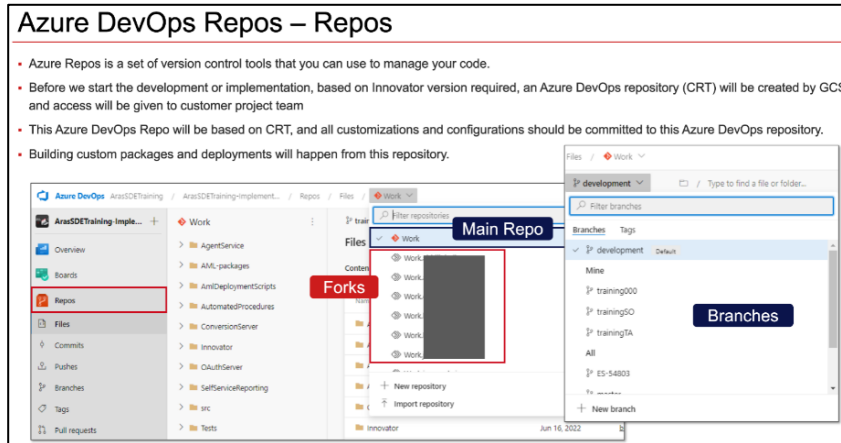 Azure DevOps Repos – Repos
Azure Repos is a set of version control tools that you can use to manage your code.
Before we start the development or implementation, based on Innovator version required, an Azure DevOps repository (CRT) will be created by GCS
and access will be given to customer project team
This Azure DevOps Repo will be based on CRT, and all customizations and configurations should be committed to this Azure DevOps repository.
Building custom packages and deployments will happen from this repository.
Azure DevOps ArasSDETraining / ArasSDETraining-Implement... / Repos / Files / Work
ArasSDETraining-Imple...
Overview
Boards
Repos
Files
Commits
Pushes
Branches
Tags
Pull requests
Work
AgentService
AML-packages
AmlDeploymentScripts
AutomatedProcedures
ConversionServer
Innovator
OAuthServer
SelfServiceReporting
src
Tests
Files
Filter repositories
Work
Main Repo
Forks
Work.
Work.
Work.
Work.
Work.
New repository
Import repository
Innovator Jun 16, 2022
Files / Work
development / Type to find a file or folder...
Filter branches
Branches Tags
development Default
Mine
training000
trainingSO
trainingTA
Branches
All
ES-54803
New branch